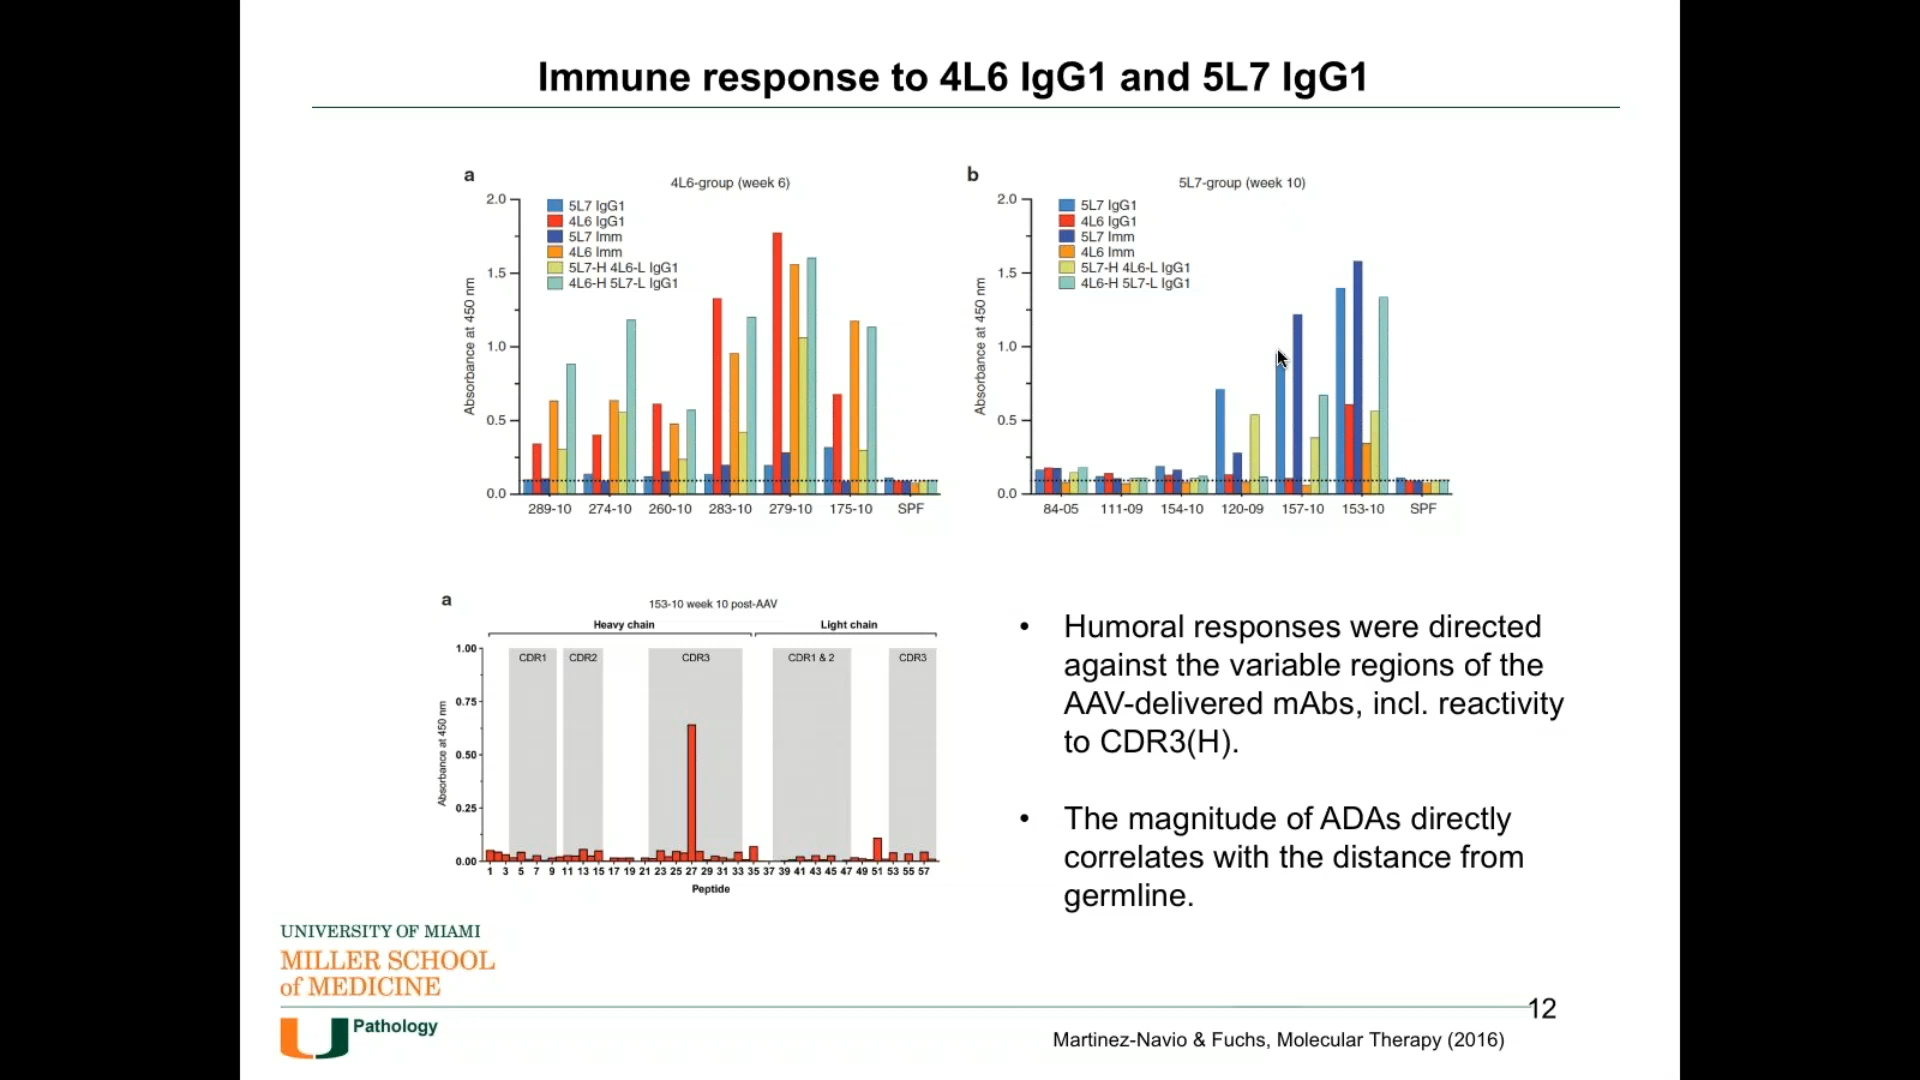 Immune response to 4L6 IgG1 and 5L7 IgG1
a
4L6-group (week 6)
2.0
1.5
1.0
0.5
0.0
Absorbance at 450 nm
5L7 IgG1
4L6 IgG1
5L7 Imm
4L6 Imm
5L7-H 4L6-L IgG1
4L6-H 5L7-L IgG1
289-10 274-10 260-10 283-10 279-10 175-10 SPF
b
5L7-group (week 10)
2.0
1.5
1.0
0.5
0.0
Absorbance at 450 nm
5L7 IgG1
4L6 IgG1
5L7 Imm
4L6 Imm
5L7-H 4L6-L IgG1
4L6-H 5L7-L IgG1
84-05 111-09 154-10 120-09 157-10 153-10 SPF
a
153-10 week 10 post-AAV
Heavy chain Light chain
CDR1 CDR2 CDR3 CDR1 & 2 CDR3
1.00
0.75
0.50
0.25
0.00
Absorbance at 450 nm
1 3 5 7 9 11 13 15 17 19 21 23 25 27 29 31 33 35 37 39 41 43 45 47 49 51 53 55 57
Peptide
• Humoral responses were directed
against the variable regions of the
AAV-delivered mAbs, incl. reactivity
to CDR3(H).
• The magnitude of ADAs directly
correlates with the distance from
germline.
UNIVERSITY OF MIAMI
MILLER SCHOOL
of MEDICINE
Pathology
12
Martinez-Navio & Fuchs, Molecular Therapy (2016)